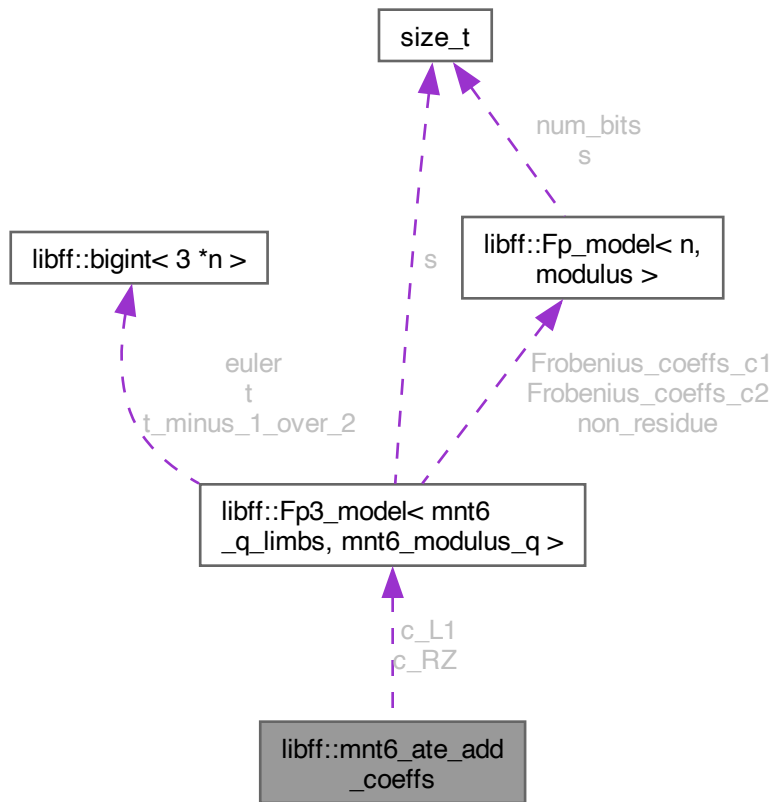 size_t
num_bits
s
libff::bigint< 3 *n >
s
libff::Fp_model< n,
modulus >
euler
t
t_minus_1_over_2
Frobenius_coeffs_c1
Frobenius_coeffs_c2
non_residue
libff::Fp3_model< mnt6
_q_limbs, mnt6_modulus_q >
c_L1
c_RZ
libff::mnt6_ate_add
_coeffs